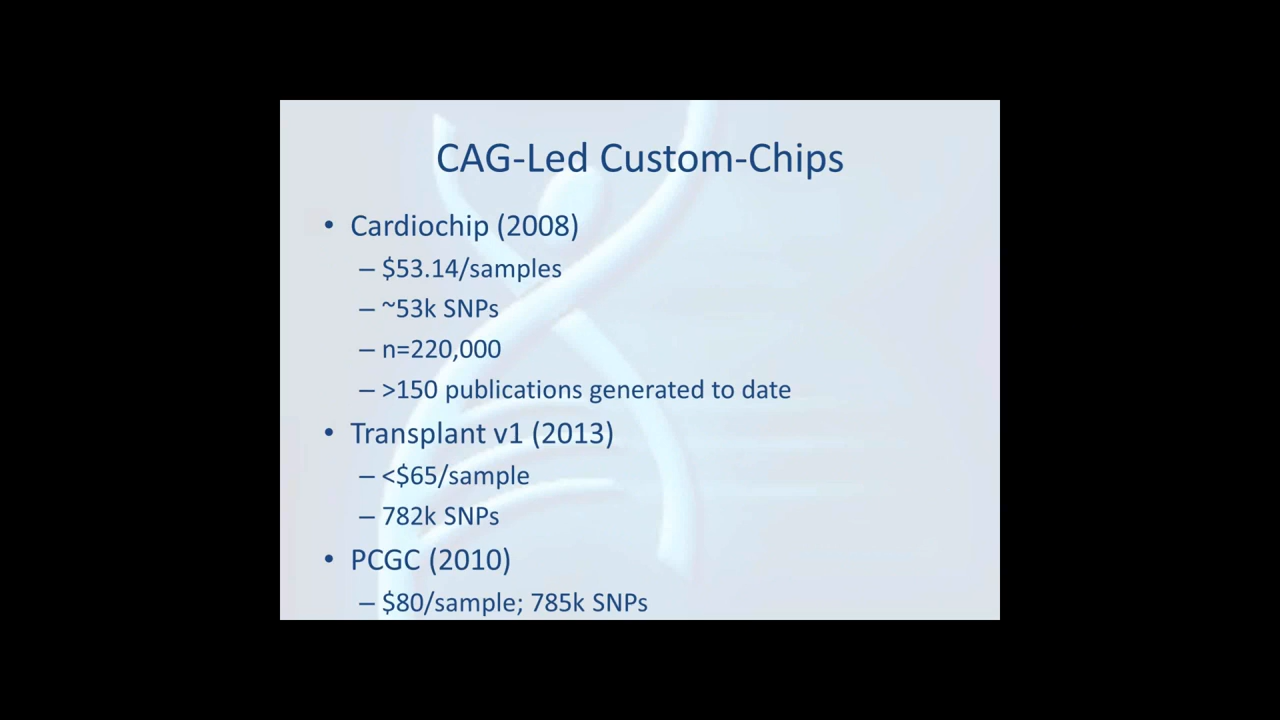 CAG-Led Custom-Chips
• Cardiochip (2008)
– $53.14/samples
– ~53k SNPs
– n=220,000
– >150 publications generated to date
• Transplant v1 (2013)
– <$65/sample
– 782k SNPs
• PCGC (2010)
– $80/sample; 785k SNPs